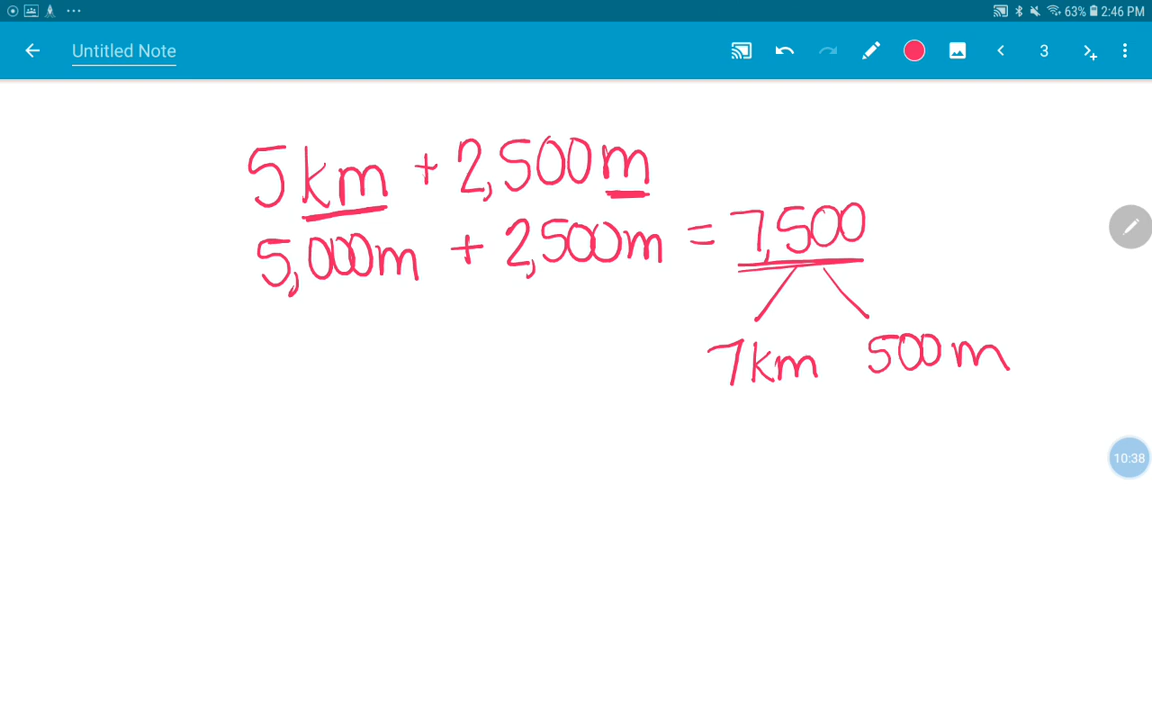 63% 2:46 PM
Untitled Note
3
5 km + 2,500 m
5,000m + 2,500m = 7,500
7km 500 m
10:38